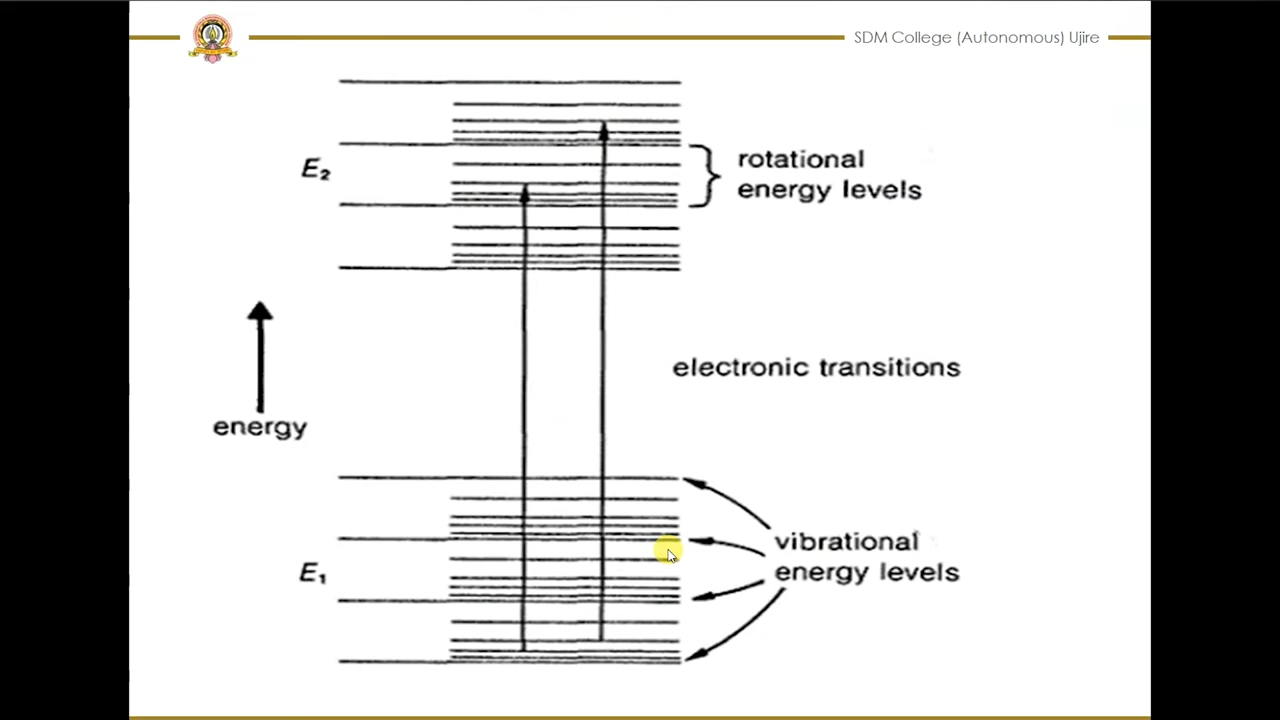 SDM College (Autonomous) Ujire
E₂
rotational
energy levels
electronic transitions
energy
E₁
vibrational
energy levels